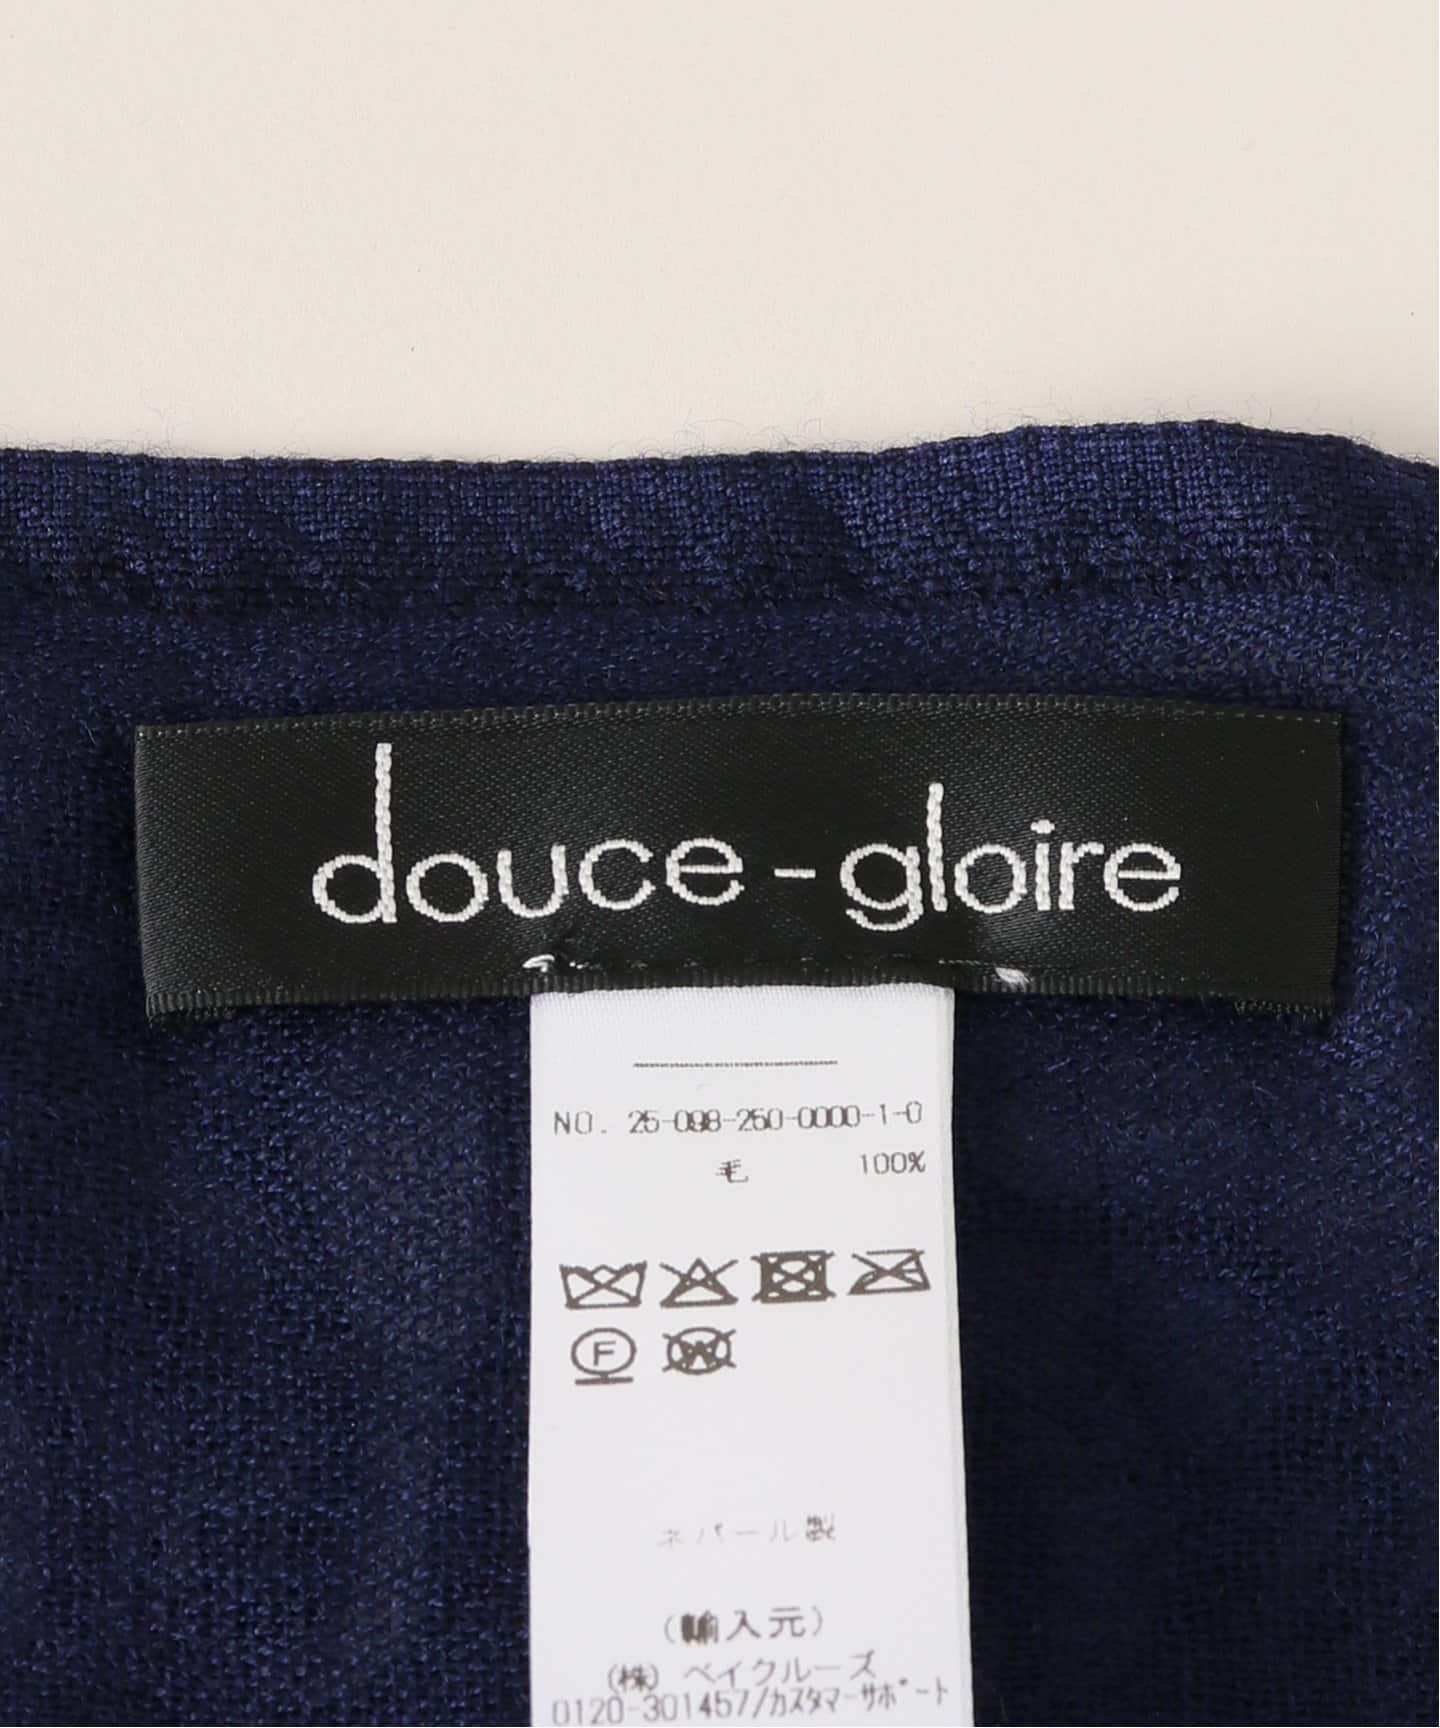 douce-gloire
NO. 25-098-250-0000-1-0
毛 100%
F
W
ネパール製
(輸入元)
(株) ベイクルーズ
0120-301457//カスタマーサポート